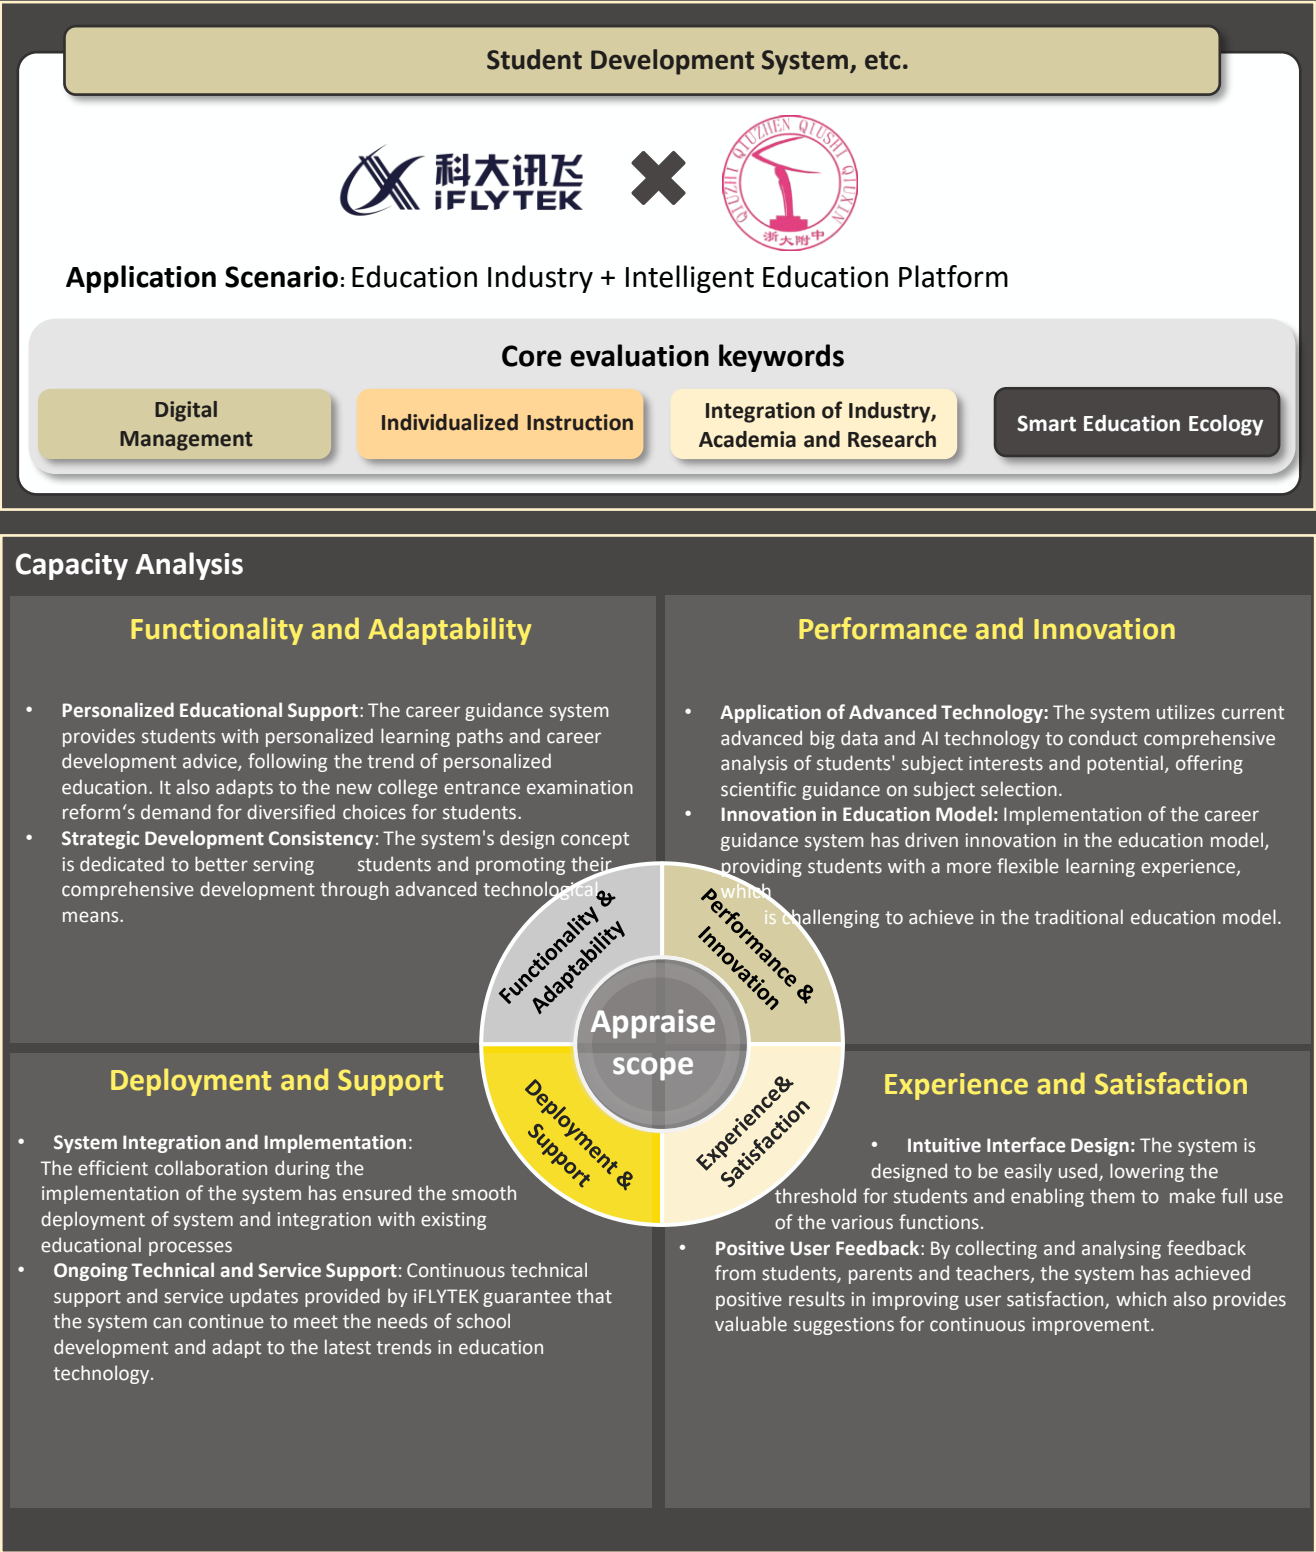 Student Development System, etc.
科大讯飞
iFLYTEK
QIUZHI QIUZHEN QIUSHI QIUXIN
浙大附中
Application Scenario: Education Industry + Intelligent Education Platform
Core evaluation keywords
Digital
Management
Individualized Instruction
Integration of Industry,
Academia and Research
Smart Education Ecology
Capacity Analysis
Functionality and Adaptability
• Personalized Educational Support: The career guidance system
provides students with personalized learning paths and career
development advice, following the trend of personalized
education. It also adapts to the new college entrance examination
reform‘s demand for diversified choices for students.
• Strategic Development Consistency: The system's design concept
is dedicated to better serving students and promoting their
comprehensive development through advanced technological
means.
Performance and Innovation
• Application of Advanced Technology: The system utilizes current
advanced big data and AI technology to conduct comprehensive
analysis of students' subject interests and potential, offering
scientific guidance on subject selection.
• Innovation in Education Model: Implementation of the career
guidance system has driven innovation in the education model,
providing students with a more flexible learning experience,
which
is challenging to achieve in the traditional education model.
Functionality &
Adaptability
Performance &
Innovation
Appraise
scope
Deployment &
Support
Experience&
Satisfaction
Deployment and Support
• System Integration and Implementation:
The efficient collaboration during the
implementation of the system has ensured the smooth
deployment of system and integration with existing
educational processes
• Ongoing Technical and Service Support: Continuous technical
support and service updates provided by iFLYTEK guarantee that
the system can continue to meet the needs of school
development and adapt to the latest trends in education
technology.
Experience and Satisfaction
• Intuitive Interface Design: The system is
designed to be easily used, lowering the
threshold for students and enabling them to make full use
of the various functions.
• Positive User Feedback: By collecting and analysing feedback
from students, parents and teachers, the system has achieved
positive results in improving user satisfaction, which also provides
valuable suggestions for continuous improvement.